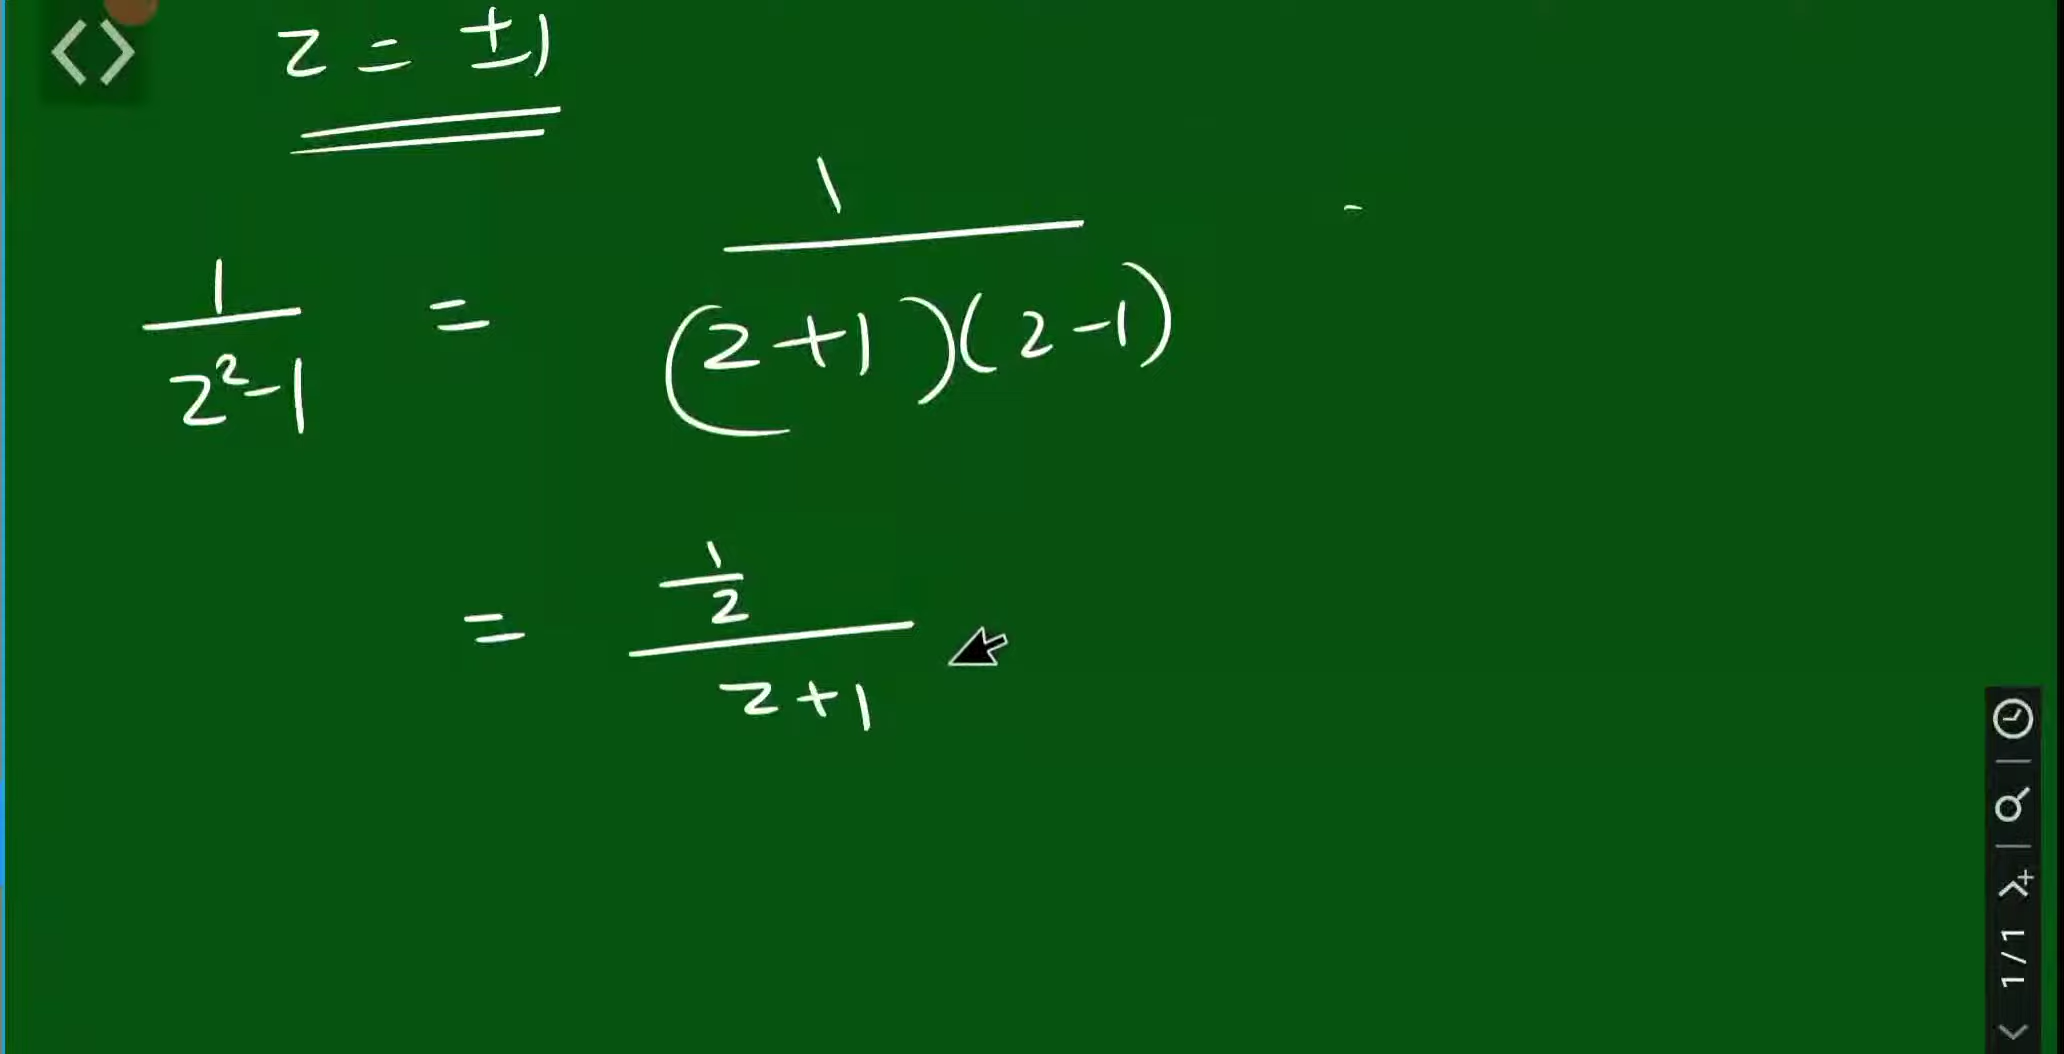 z = ±1
1/(z²-1) = 1/((z+1)(z-1))
= (1/2)/(z+1)
< 1/1 >+